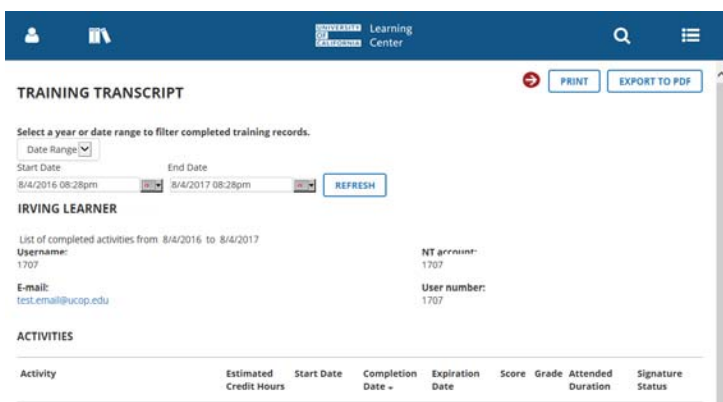 UNIVERSITY OF CALIFORNIA Learning Center
PRINT EXPORT TO PDF
TRAINING TRANSCRIPT
Select a year or date range to filter completed training records.
Date Range
Start Date End Date
8/4/2016 08:28pm 8/4/2017 08:28pm REFRESH
IRVING LEARNER
List of completed activities from 8/4/2016 to 8/4/2017
Username: NT account:
1707 1707
E-mail: User number:
test.email@ucop.edu 1707
ACTIVITIES
Activity Estimated Credit Hours Start Date Completion Date Expiration Date Score Grade Attended Duration Signature Status